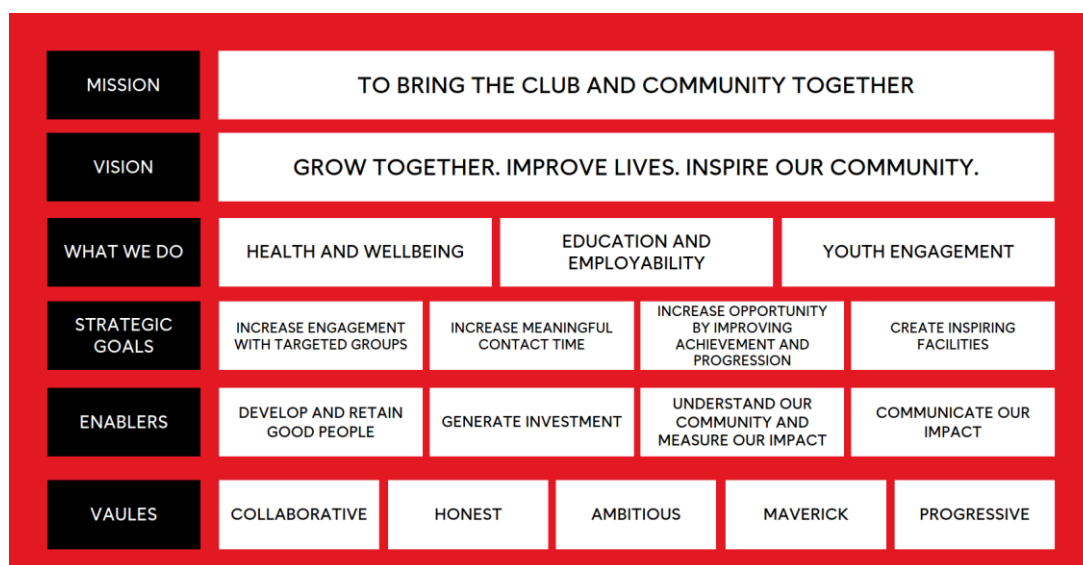 MISSION
TO BRING THE CLUB AND COMMUNITY TOGETHER
VISION
GROW TOGETHER. IMPROVE LIVES. INSPIRE OUR COMMUNITY.
WHAT WE DO
HEALTH AND WELLBEING
EDUCATION AND
EMPLOYABILITY
YOUTH ENGAGEMENT
STRATEGIC
GOALS
INCREASE ENGAGEMENT
WITH TARGETED GROUPS
INCREASE MEANINGFUL
CONTACT TIME
INCREASE OPPORTUNITY
BY IMPROVING
ACHIEVEMENT AND
PROGRESSION
CREATE INSPIRING
FACILITIES
ENABLERS
DEVELOP AND RETAIN
GOOD PEOPLE
GENERATE INVESTMENT
UNDERSTAND OUR
COMMUNITY AND
MEASURE OUR IMPACT
COMMUNICATE OUR
IMPACT
VAULES
COLLABORATIVE
HONEST
AMBITIOUS
MAVERICK
PROGRESSIVE